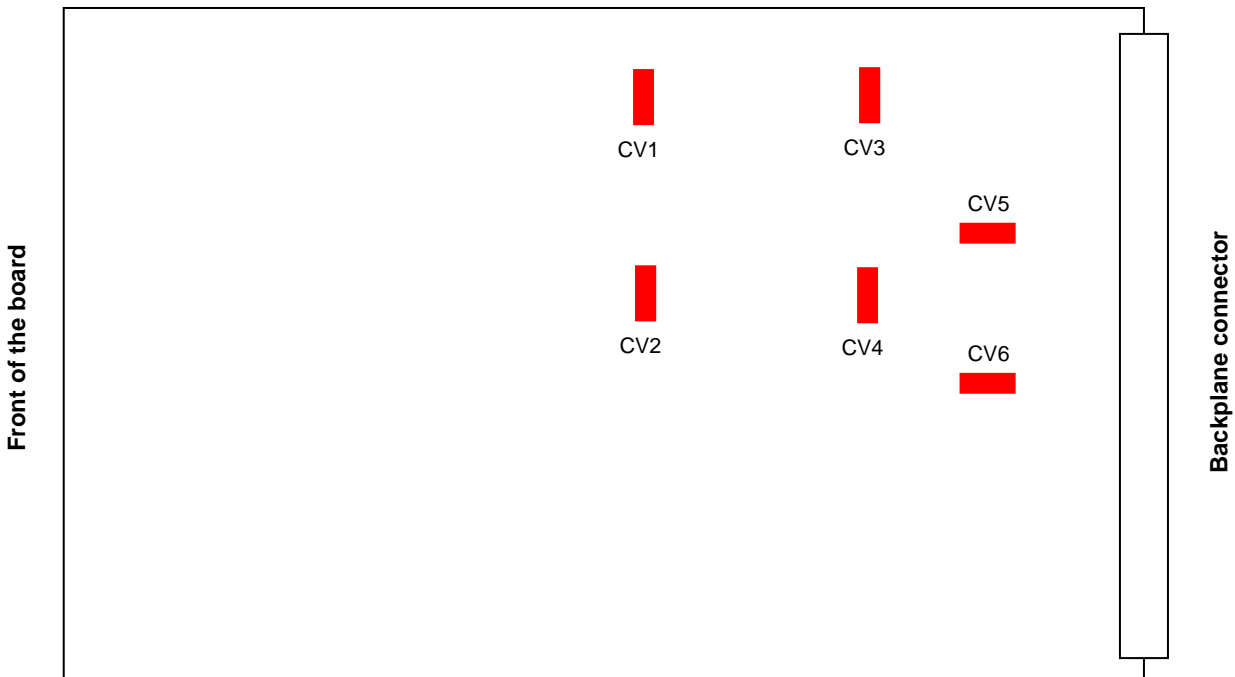 CV1
CV3
CV5
Front of the board
Backplane connector
CV2
CV4
CV6